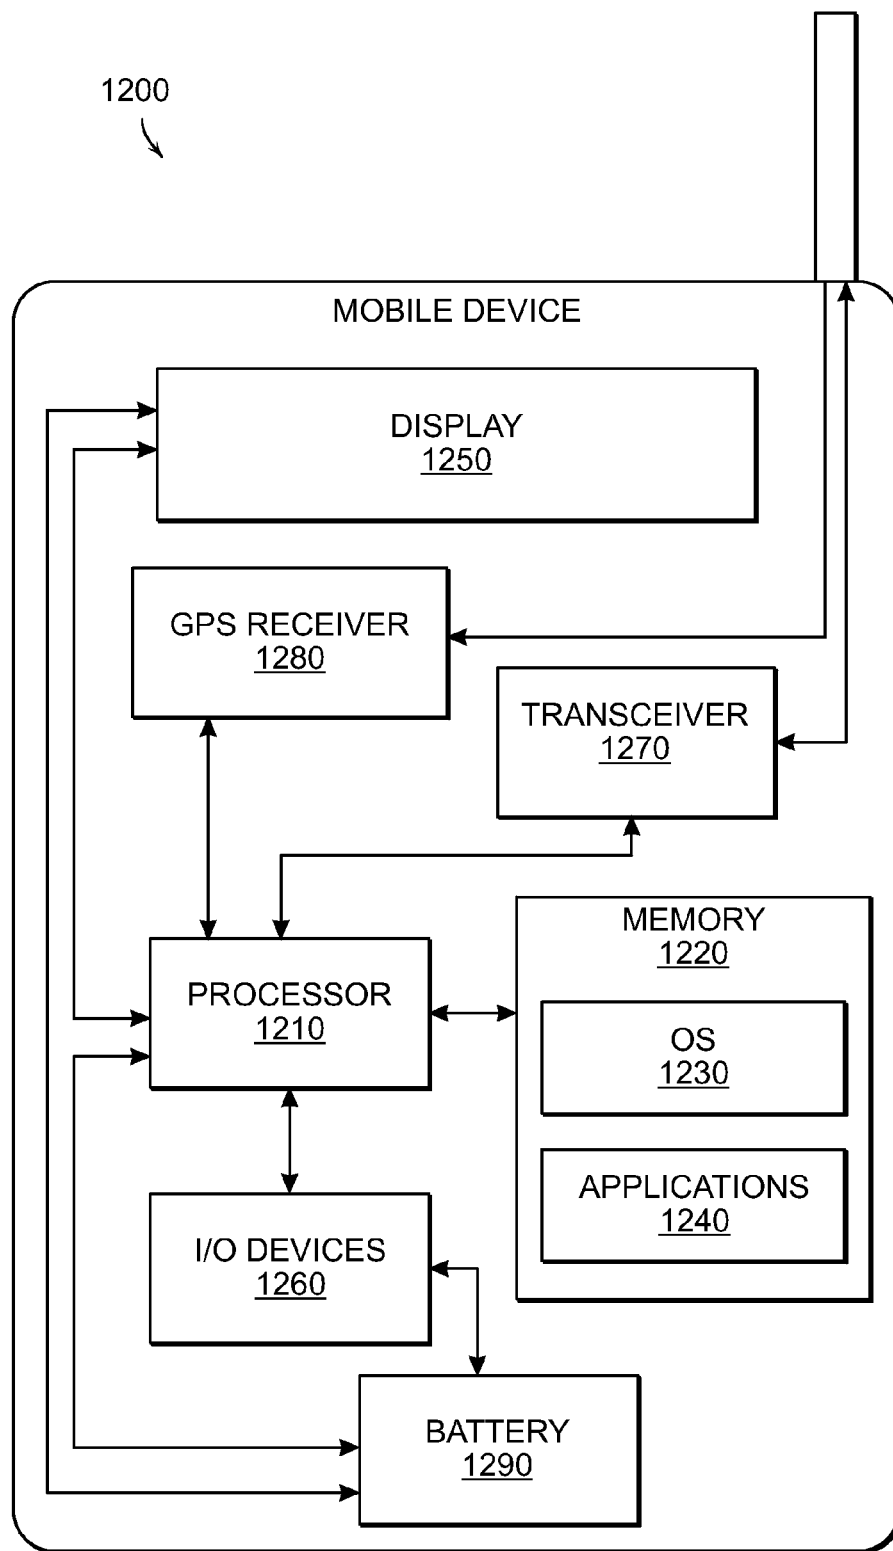 1200
MOBILE DEVICE
DISPLAY
1250
GPS RECEIVER
1280
TRANSCEIVER
1270
MEMORY
1220
PROCESSOR
1210
OS
1230
APPLICATIONS
1240
I/O DEVICES
1260
BATTERY
1290